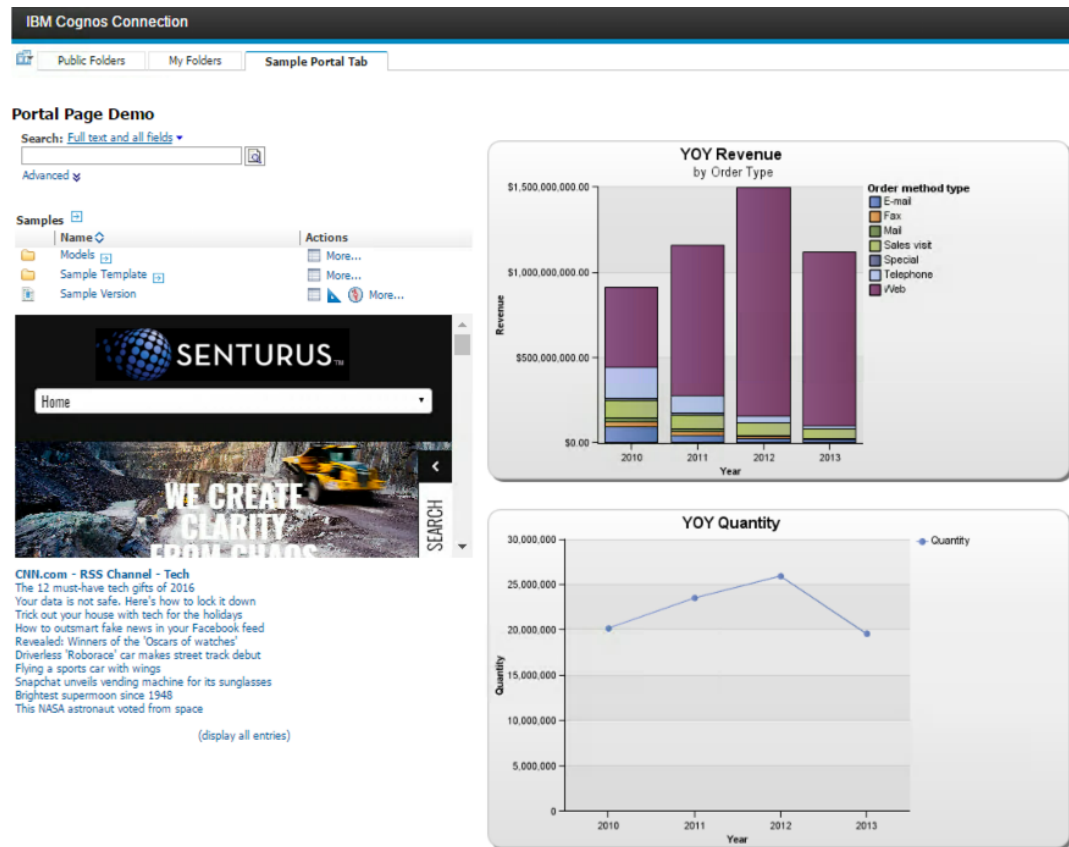 IBM Cognos Connection
Public Folders
My Folders
Sample Portal Tab
Portal Page Demo
Search: Full text and all fields
Advanced
Samples
Name
Actions
Models
More...
Sample Template
More...
Sample Version
More...
SENTURUS™
Home
WE CREATE
CLARITY
FROM CHAOS
SEARCH
CNN.com - RSS Channel - Tech
The 12 must-have tech gifts of 2016
Your data is not safe. Here's how to lock it down
Trick out your house with tech for the holidays
How to outsmart fake news in your Facebook feed
Revealed: Winners of the 'Oscars of watches'
Driverless 'Roborace' car makes street track debut
Flying a sports car with wings
Snapchat unveils vending machine for its sunglasses
Brightest supermoon since 1948
This NASA astronaut voted from space
(display all entries)
YOY Revenue
by Order Type
$1,500,000,000.00
$1,000,000,000.00
$500,000,000.00
$0.00
Revenue
2010
2011
2012
2013
Year
Order method type
E-mail
Fax
Mail
Sales visit
Special
Telephone
Web
YOY Quantity
30,000,000
25,000,000
20,000,000
15,000,000
10,000,000
5,000,000
0
Quantity
2010
2011
2012
2013
Year
Quantity